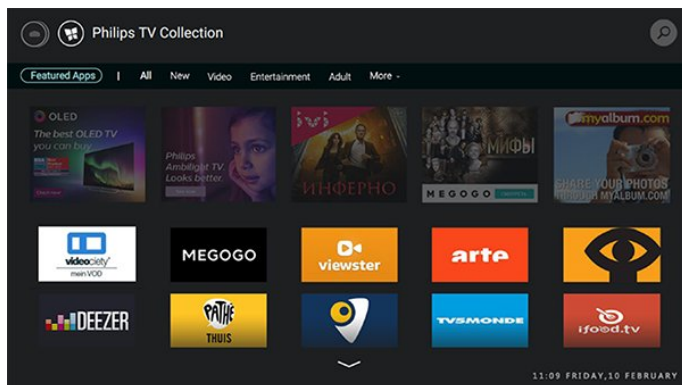 Philips TV Collection
Featured Apps | All New Video Entertainment Adult More
OLED
The best OLED TV
you can buy
Philips
Ambilight TV.
Looks better.
ivi
ИНФЕРНО
МИФЫ
MEGOGO
myalbum.com
SHARE YOUR PHOTOS
THROUGH MYALBUM.COM
videociety
mein VOD
MEGOGO
viewster
arte
DEEZER
PATHÉ
THUIS
TV5MONDE
ifood.tv
11:09 FRIDAY,10 FEBRUARY